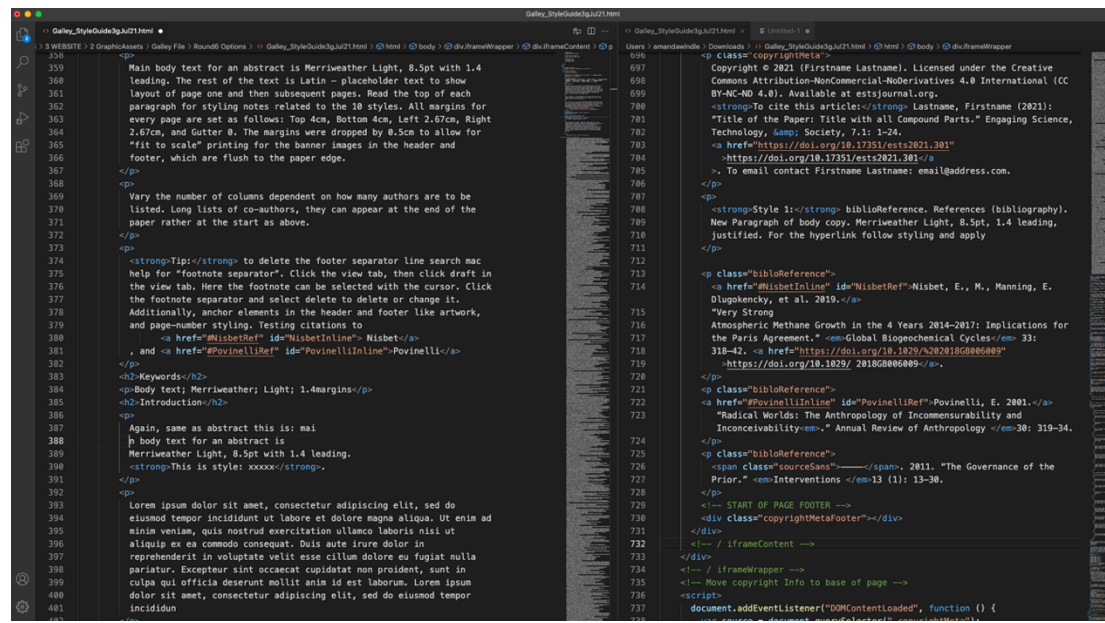 Galley_StyleGuide3gJul21.html
Galley_StyleGuide3gJul21.html ●
3 WEBSITE > 2 GraphicAssets > Galley File > Round6 Options > Galley_StyleGuide3gJul21.html > html > body > div.iframeWrapper > div.iframeContent > p
358 <p>
359 Main body text for an abstract is Merriweather Light, 8.5pt with 1.4
360 leading. The rest of the text is Latin – placeholder text to show
361 layout of page one and then subsequent pages. Read the top of each
362 paragraph for styling notes related to the 10 styles. All margins for
363 every page are set as follows: Top 4cm, Bottom 4cm, Left 2.67cm, Right
364 2.67cm, and Gutter 0. The margins were dropped by 0.5cm to allow for
365 “fit to scale” printing for the banner images in the header and
366 footer, which are flush to the paper edge.
367 </p>
368 <p>
369 Vary the number of columns dependent on how many authors are to be
370 listed. Long lists of co-authors, they can appear at the end of the
371 paper rather at the start as above.
372 </p>
373 <p>
374 <strong>Tip:</strong> to delete the footer separator line search mac
375 help for “footnote separator”. Click the view tab, then click draft in
376 the view tab. Here the footnote can be selected with the cursor. Click
377 the footnote separator and select delete to delete or change it.
378 Additionally, anchor elements in the header and footer like artwork,
379 and page-number styling. Testing citations to
380 <a href="#NisbetRef" id="NisbetInline"> Nisbet</a>
381 , and <a href="#PovinelliRef" id="PovinelliInline">Povinelli</a>
382 </p>
383 <h2>Keywords</h2>
384 <p>Body text; Merriweather; Light; 1.4margins</p>
385 <h2>Introduction</h2>
386 <p>
387 Again, same as abstract this is: mai
388 n body text for an abstract is
389 Merriweather Light, 8.5pt with 1.4 leading.
390 <strong>This is style: xxxxx</strong>.
391 </p>
392 <p>
393 Lorem ipsum dolor sit amet, consectetur adipiscing elit, sed do
394 eiusmod tempor incididunt ut labore et dolore magna aliqua. Ut enim ad
395 minim veniam, quis nostrud exercitation ullamco laboris nisi ut
396 aliquip ex ea commodo consequat. Duis aute irure dolor in
397 reprehenderit in voluptate velit esse cillum dolore eu fugiat nulla
398 pariatur. Excepteur sint occaecat cupidatat non proident, sunt in
399 culpa qui officia deserunt mollit anim id est laborum. Lorem ipsum
400 dolor sit amet, consectetur adipiscing elit, sed do eiusmod tempor
401 incididun
402 </p>
Galley_StyleGuide3gJul21.html × Untitled-1 ●
Users > amandawindle > Downloads > Galley_StyleGuide3gJul21.html > html > body > div.iframeWrapper
696 <p class="copyrightMeta">
697 Copyright © 2021 (Firstname Lastname). Licensed under the Creative
698 Commons Attribution–NonCommercial–NoDerivatives 4.0 International (CC
699 BY–NC–ND 4.0). Available at estsjournal.org.
700 <strong>To cite this article:</strong> Lastname, Firstname (2021):
701 “Title of the Paper: Title with all Compound Parts.” Engaging Science,
702 Technology, &amp; Society, 7.1: 1–24.
703 <a href="https://doi.org/10.17351/ests2021.301"
704 >https://doi.org/10.17351/ests2021.301</a
705 >. To email contact Firstname Lastname: email@address.com.
706 </p>
707 <p>
708 <strong>Style 1:</strong> biblioReference. References (bibliography).
709 New Paragraph of body copy. Merriweather Light, 8.5pt, 1.4 leading,
710 justified. For the hyperlink follow styling and apply
711 </p>
712
713 <p class="bibloReference">
714 <a href="#NisbetInline" id="NisbetRef">Nisbet, E., M., Manning, E.
Dlugokencky, et al. 2019.</a>
715 “Very Strong
716 Atmospheric Methane Growth in the 4 Years 2014–2017: Implications for
717 the Paris Agreement.” <em>Global Biogeochemical Cycles</em> 33:
718 318–42. <a href="https://doi.org/10.1029/%202018GB006009"
719 >https://doi.org/10.1029/ 2018GB006009</a>.
720 </p>
721 <p class="bibloReference">
722 <a href="#PovinelliInline" id="PovinelliRef">Povinelli, E. 2001.</a>
723 “Radical Worlds: The Anthropology of Incommensurability and
Inconceivability<em>.” Annual Review of Anthropology </em>30: 319–34.
724 </p>
725 <p class="bibloReference">
726 <span class="sourceSans">———</span>. 2011. “The Governance of the
727 Prior.” <em>Interventions </em>13 (1): 13–30.
728 </p>
729 <!-- START OF PAGE FOOTER -->
730 <div class="copyrightMetaFooter"></div>
731 </div>
732 <!-- / iframeContent -->
733 </div>
734 <!-- / iframeWrapper -->
735 <!-- Move copyright Info to base of page -->
736 <script>
737 document.addEventListener("DOMContentLoaded", function () {
738 var source = document.querySelector(".copyrightMeta");